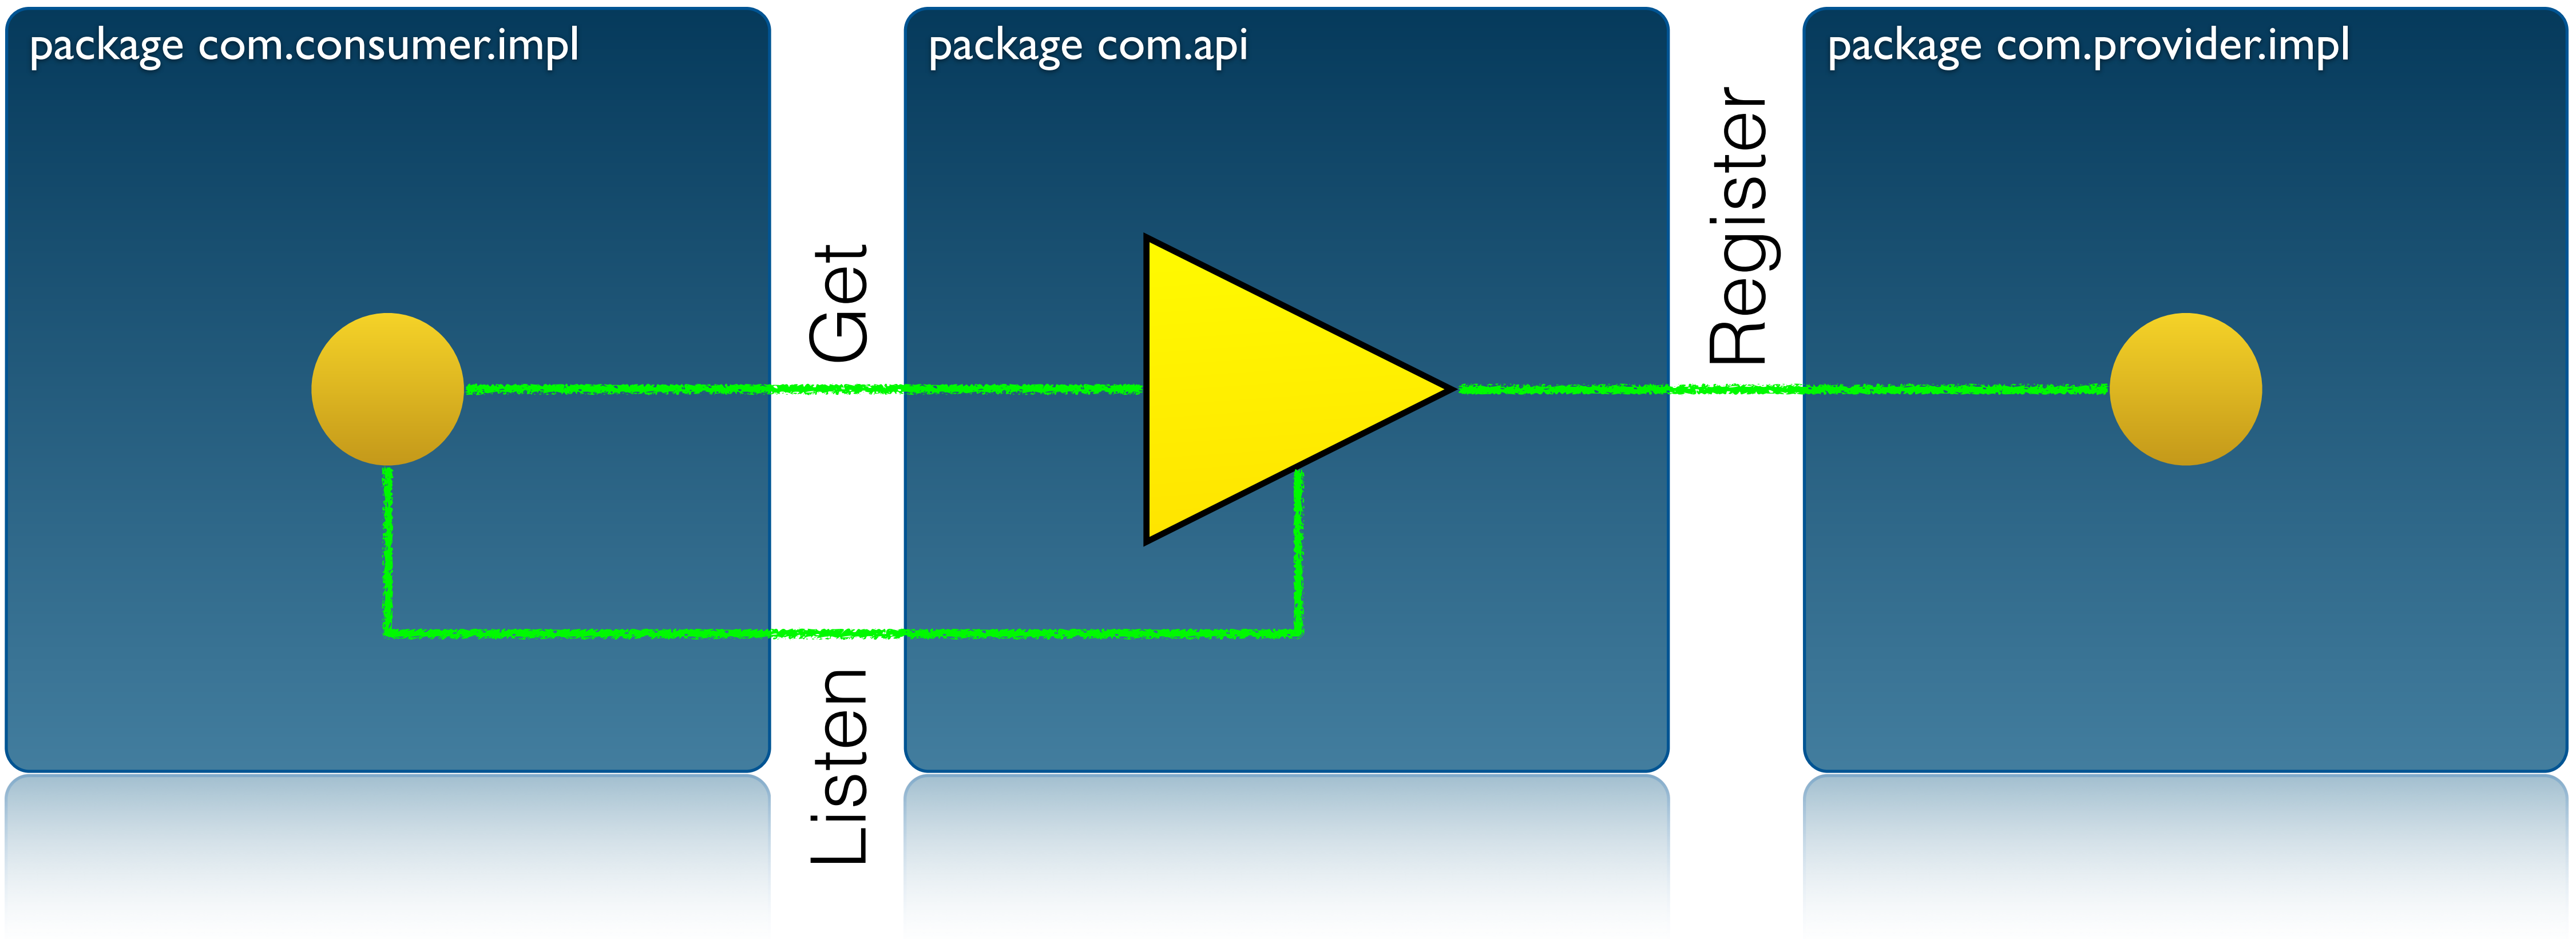 package com.consumer.impl
package com.api
package com.provider.impl
Get
Register
Listen